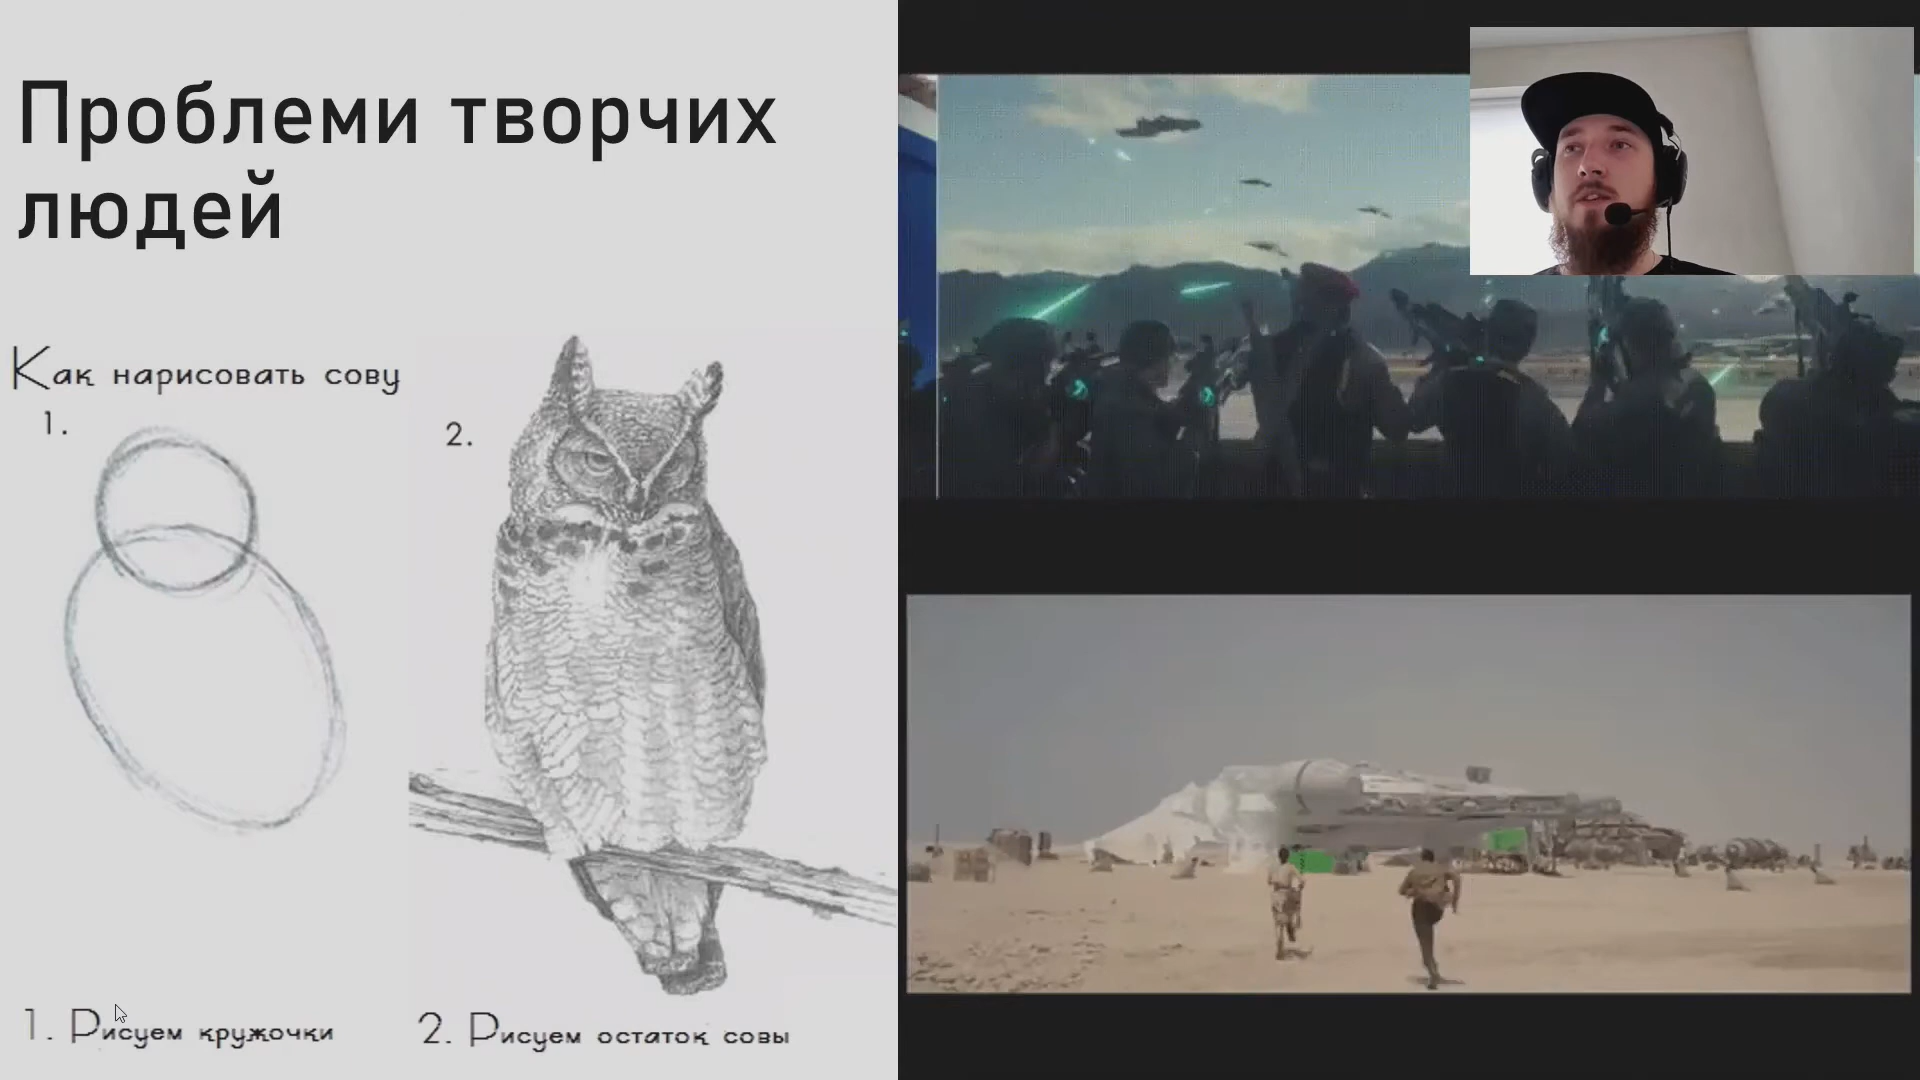 Проблеми творчих
людей
Как нарисовать сову
1.
2.
1. Рисуем кружочки
2. Рисуем остаток совы